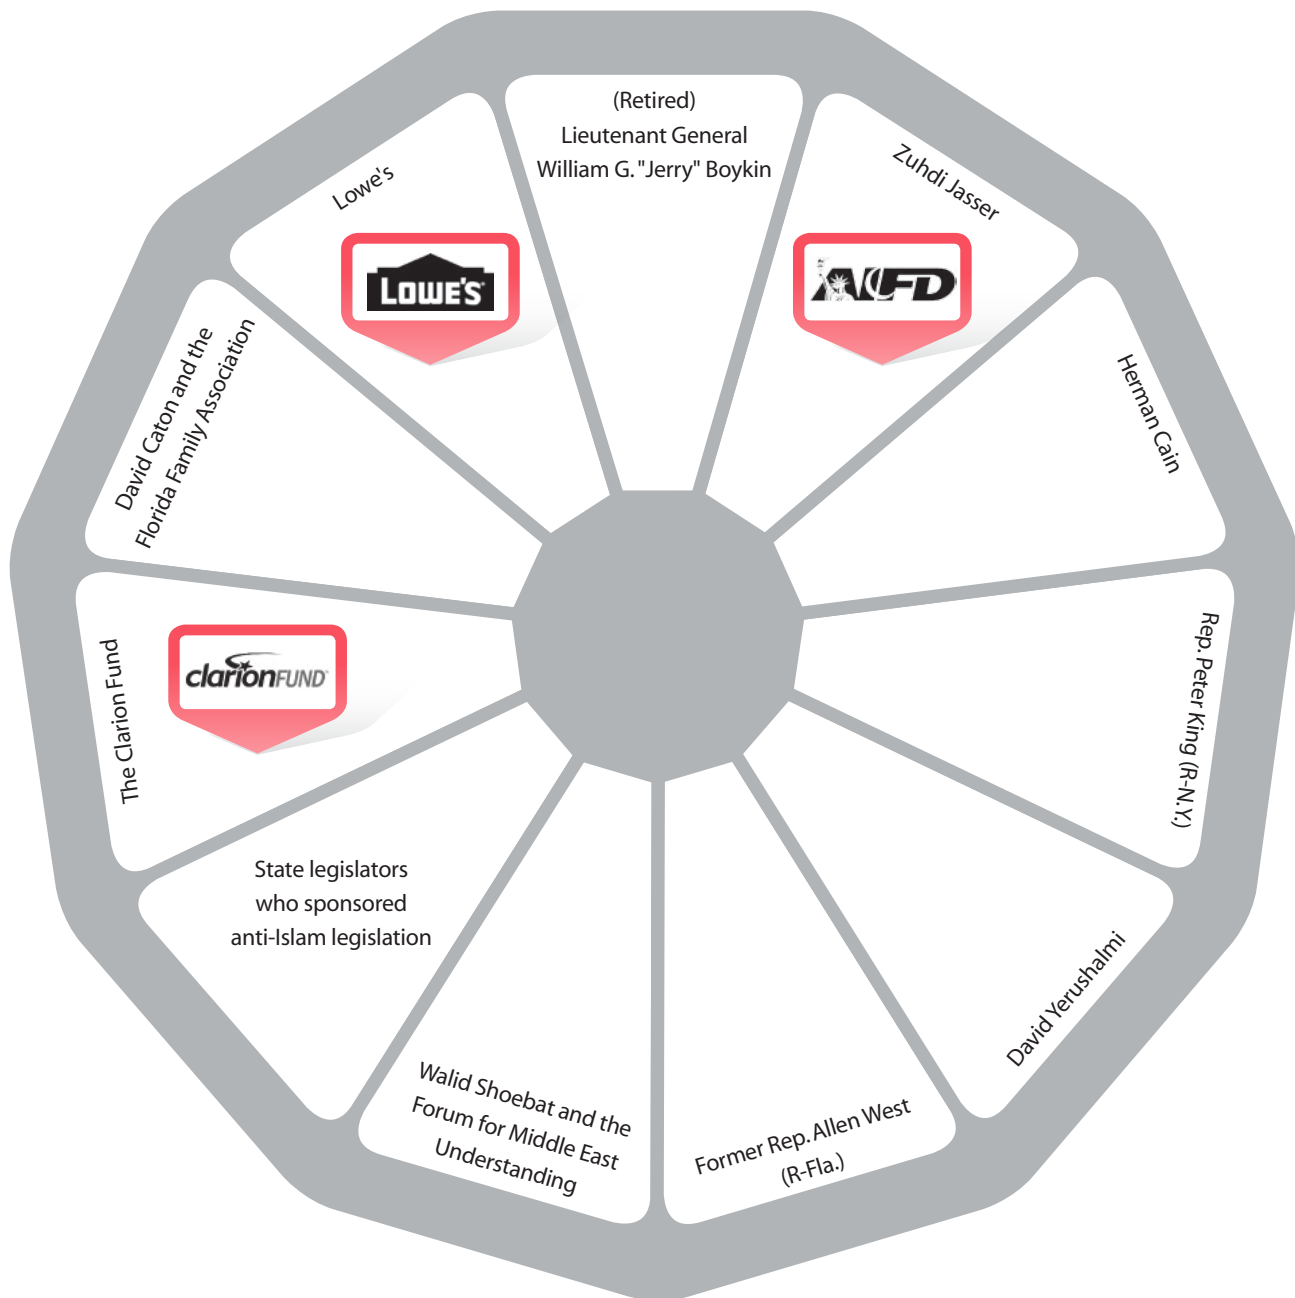 (Retired)
Lieutenant General
William G. "Jerry" Boykin
Zuhdi Jasser
AICFD
Herman Cain
Rep. Peter King (R-N.Y.)
David Yerushalmi
Former Rep. Allen West
(R-Fla.)
Walid Shoebat and the
Forum for Middle East
Understanding
State legislators
who sponsored
anti-Islam legislation
The Clarion Fund
clarionFUND
David Caton and the
Florida Family Association
Lowe's
LOWE'S